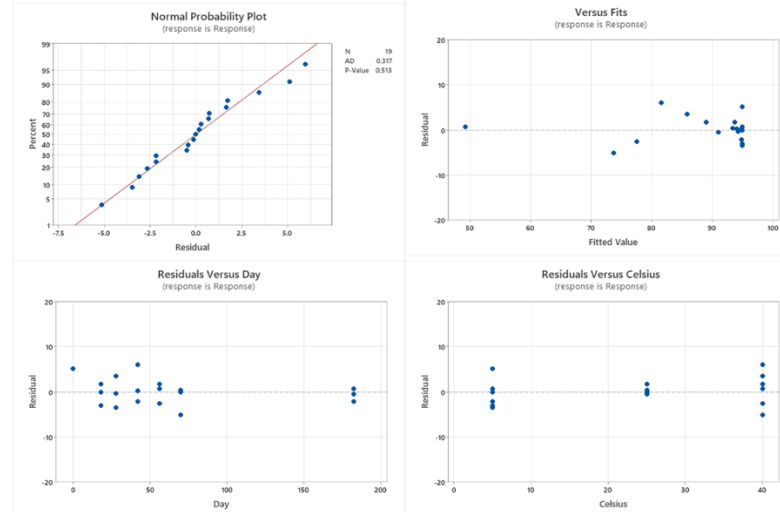 Normal Probability Plot
(response is Response)
99
95
90
80
70
60
50
40
30
20
10
5
1
Percent
-7.5
-5.0
-2.5
0.0
2.5
5.0
Residual
N 19
AD 0.317
P-Value 0.513
Versus Fits
(response is Response)
20
10
0
-10
-20
Residual
50
60
70
80
90
100
Fitted Value
Residuals Versus Day
(response is Response)
20
10
0
-10
-20
Residual
0
50
100
150
200
Day
Residuals Versus Celsius
(response is Response)
20
10
0
-10
-20
Residual
0
10
20
30
40
Celsius